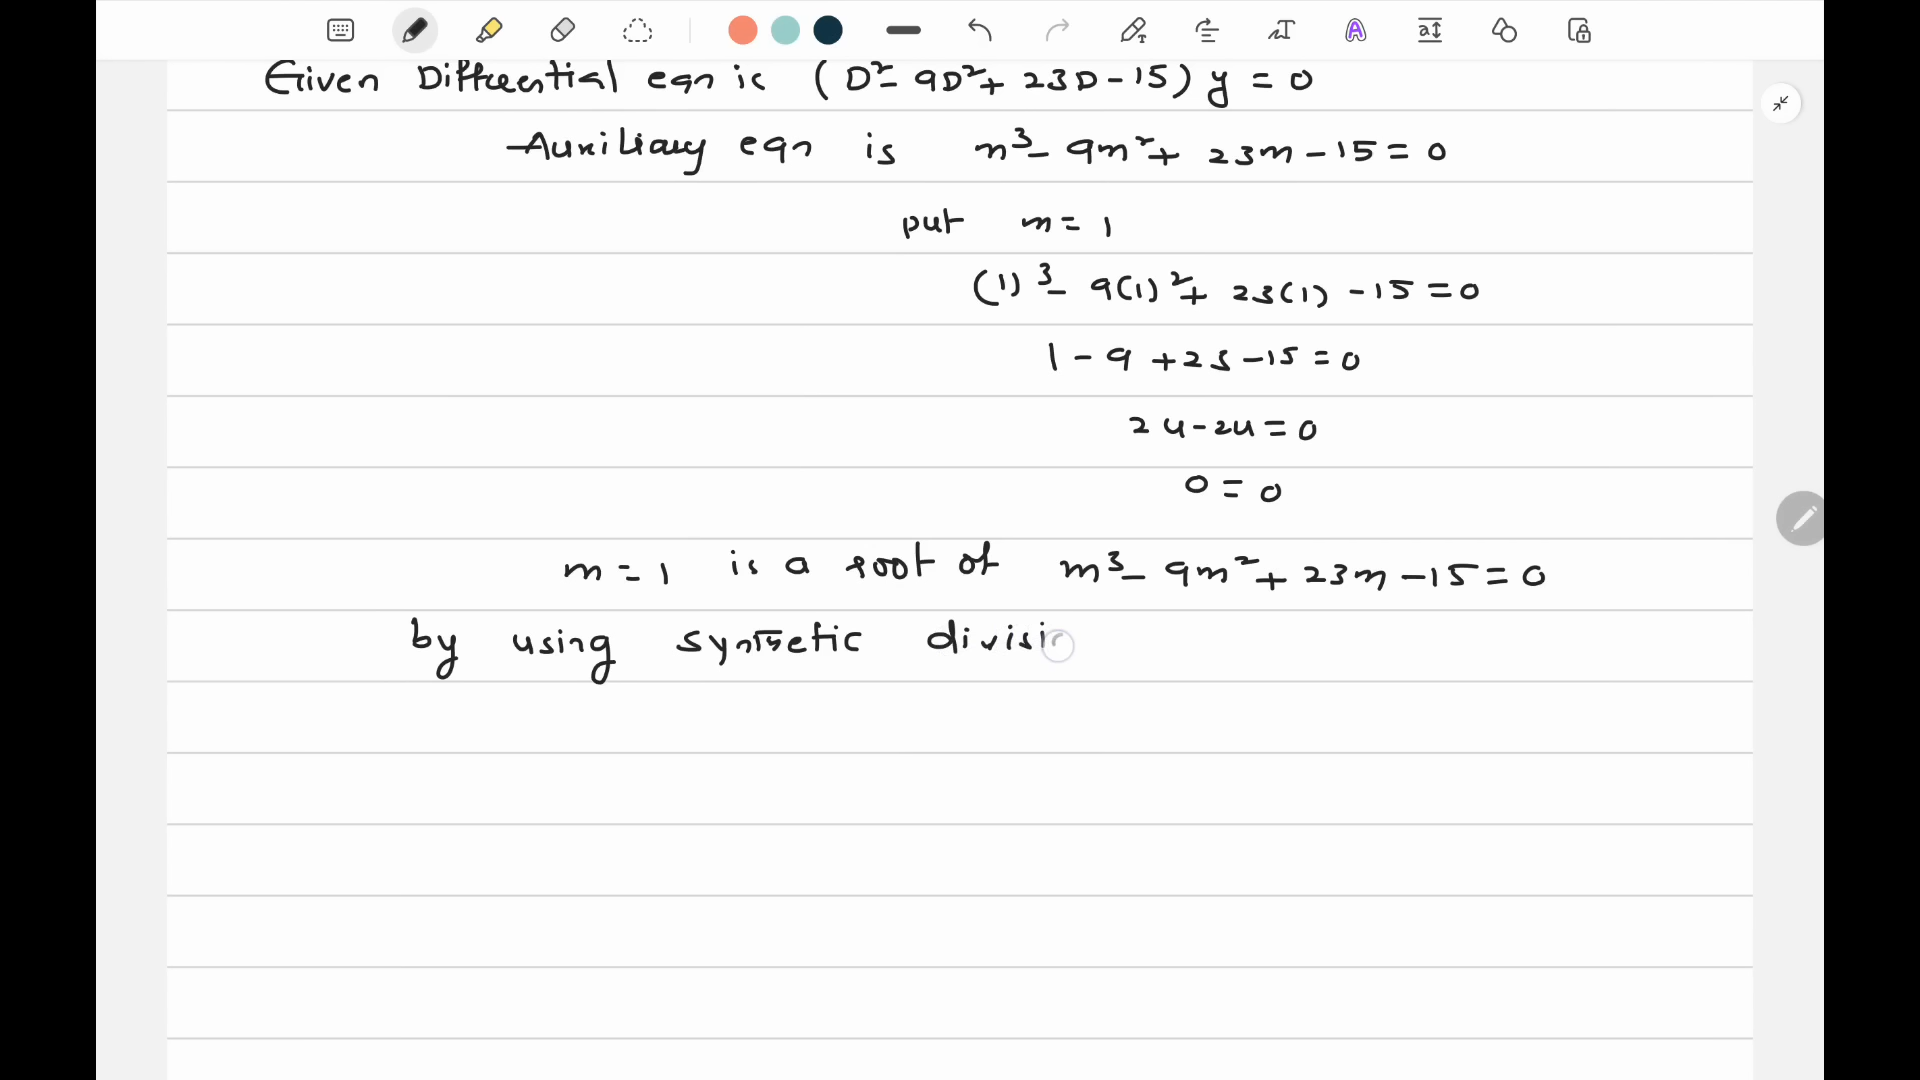 Given Differential eqn is (D² - 9D² + 23D - 15) y = 0
Auxiliary eqn is m³ - 9m² + 23m - 15 = 0
put m = 1
(1)³ - 9(1)² + 23(1) - 15 = 0
1 - 9 + 23 - 15 = 0
24 - 24 = 0
0 = 0
m = 1 is a root of m³ - 9m² + 23m - 15 = 0
by using syntetic divisi